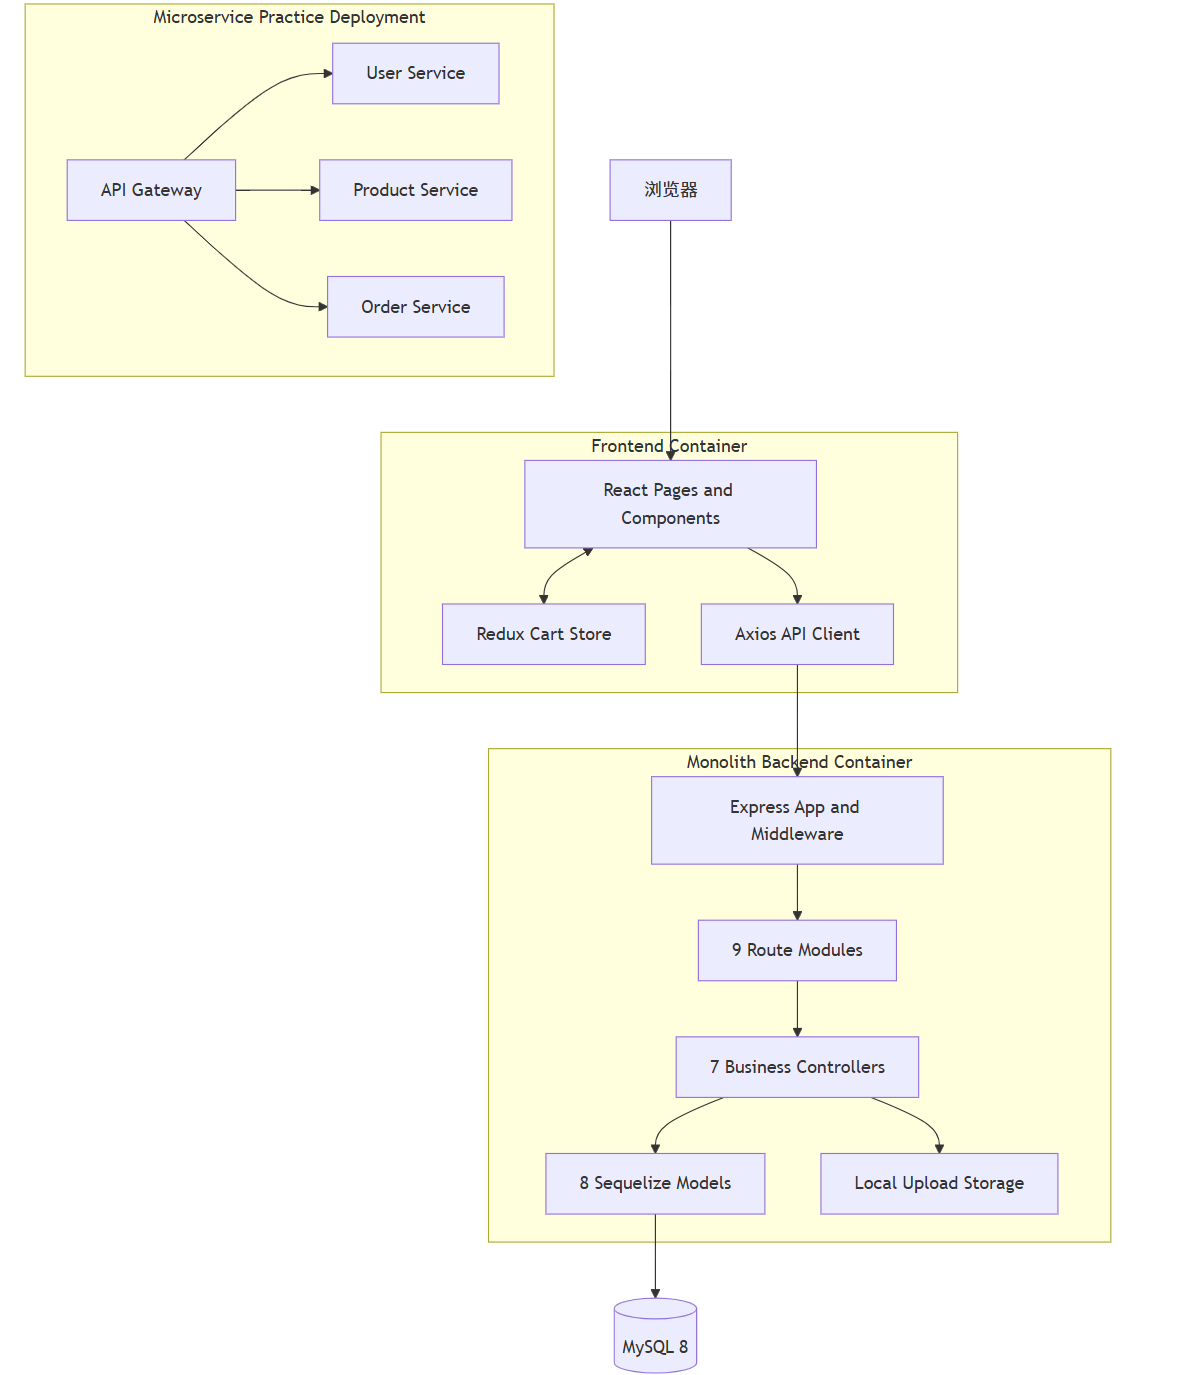 Microservice Practice Deployment
User Service
API Gateway
Product Service
Order Service
浏览器
Frontend Container
React Pages and
Components
Redux Cart Store
Axios API Client
Monolith Backend Container
Express App and
Middleware
9 Route Modules
7 Business Controllers
8 Sequelize Models
Local Upload Storage
MySQL 8